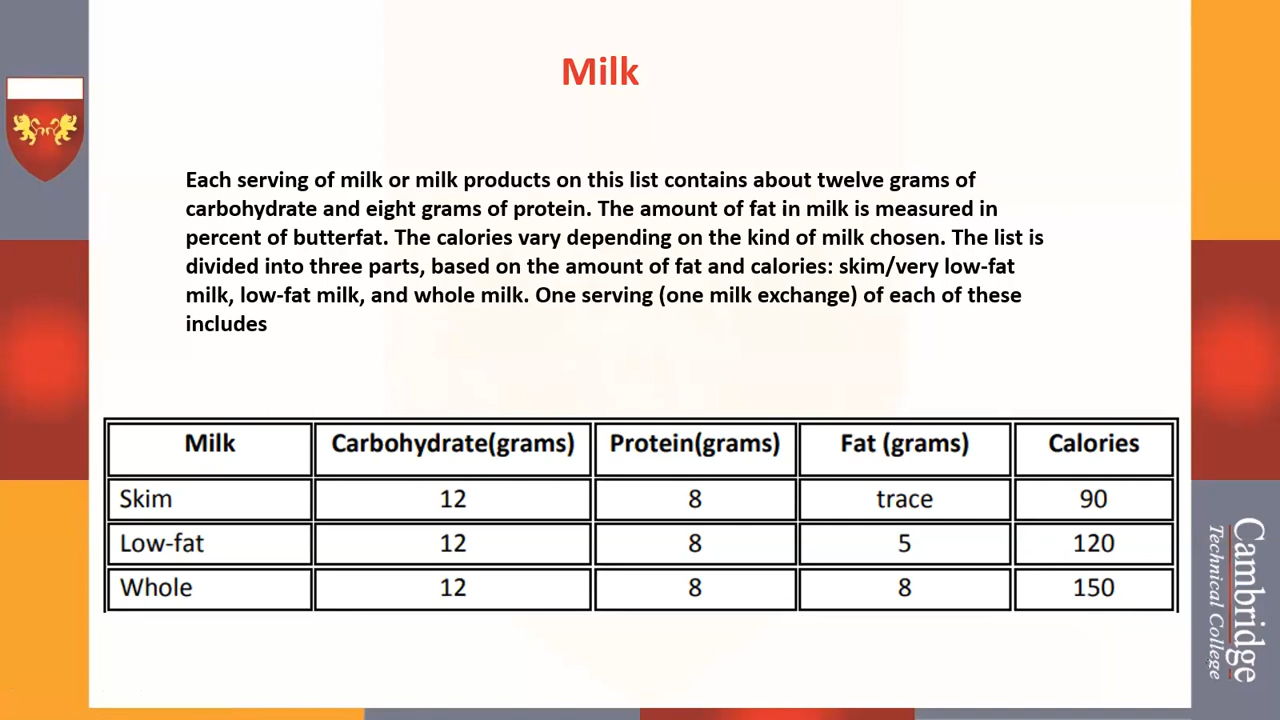 Milk
Each serving of milk or milk products on this list contains about twelve grams of
carbohydrate and eight grams of protein. The amount of fat in milk is measured in
percent of butterfat. The calories vary depending on the kind of milk chosen. The list is
divided into three parts, based on the amount of fat and calories: skim/very low-fat
milk, low-fat milk, and whole milk. One serving (one milk exchange) of each of these
includes
Milk Carbohydrate(grams) Protein(grams) Fat (grams) Calories
Skim 12 8 trace 90
Low-fat 12 8 5 120
Whole 12 8 8 150
Cambridge
Technical College